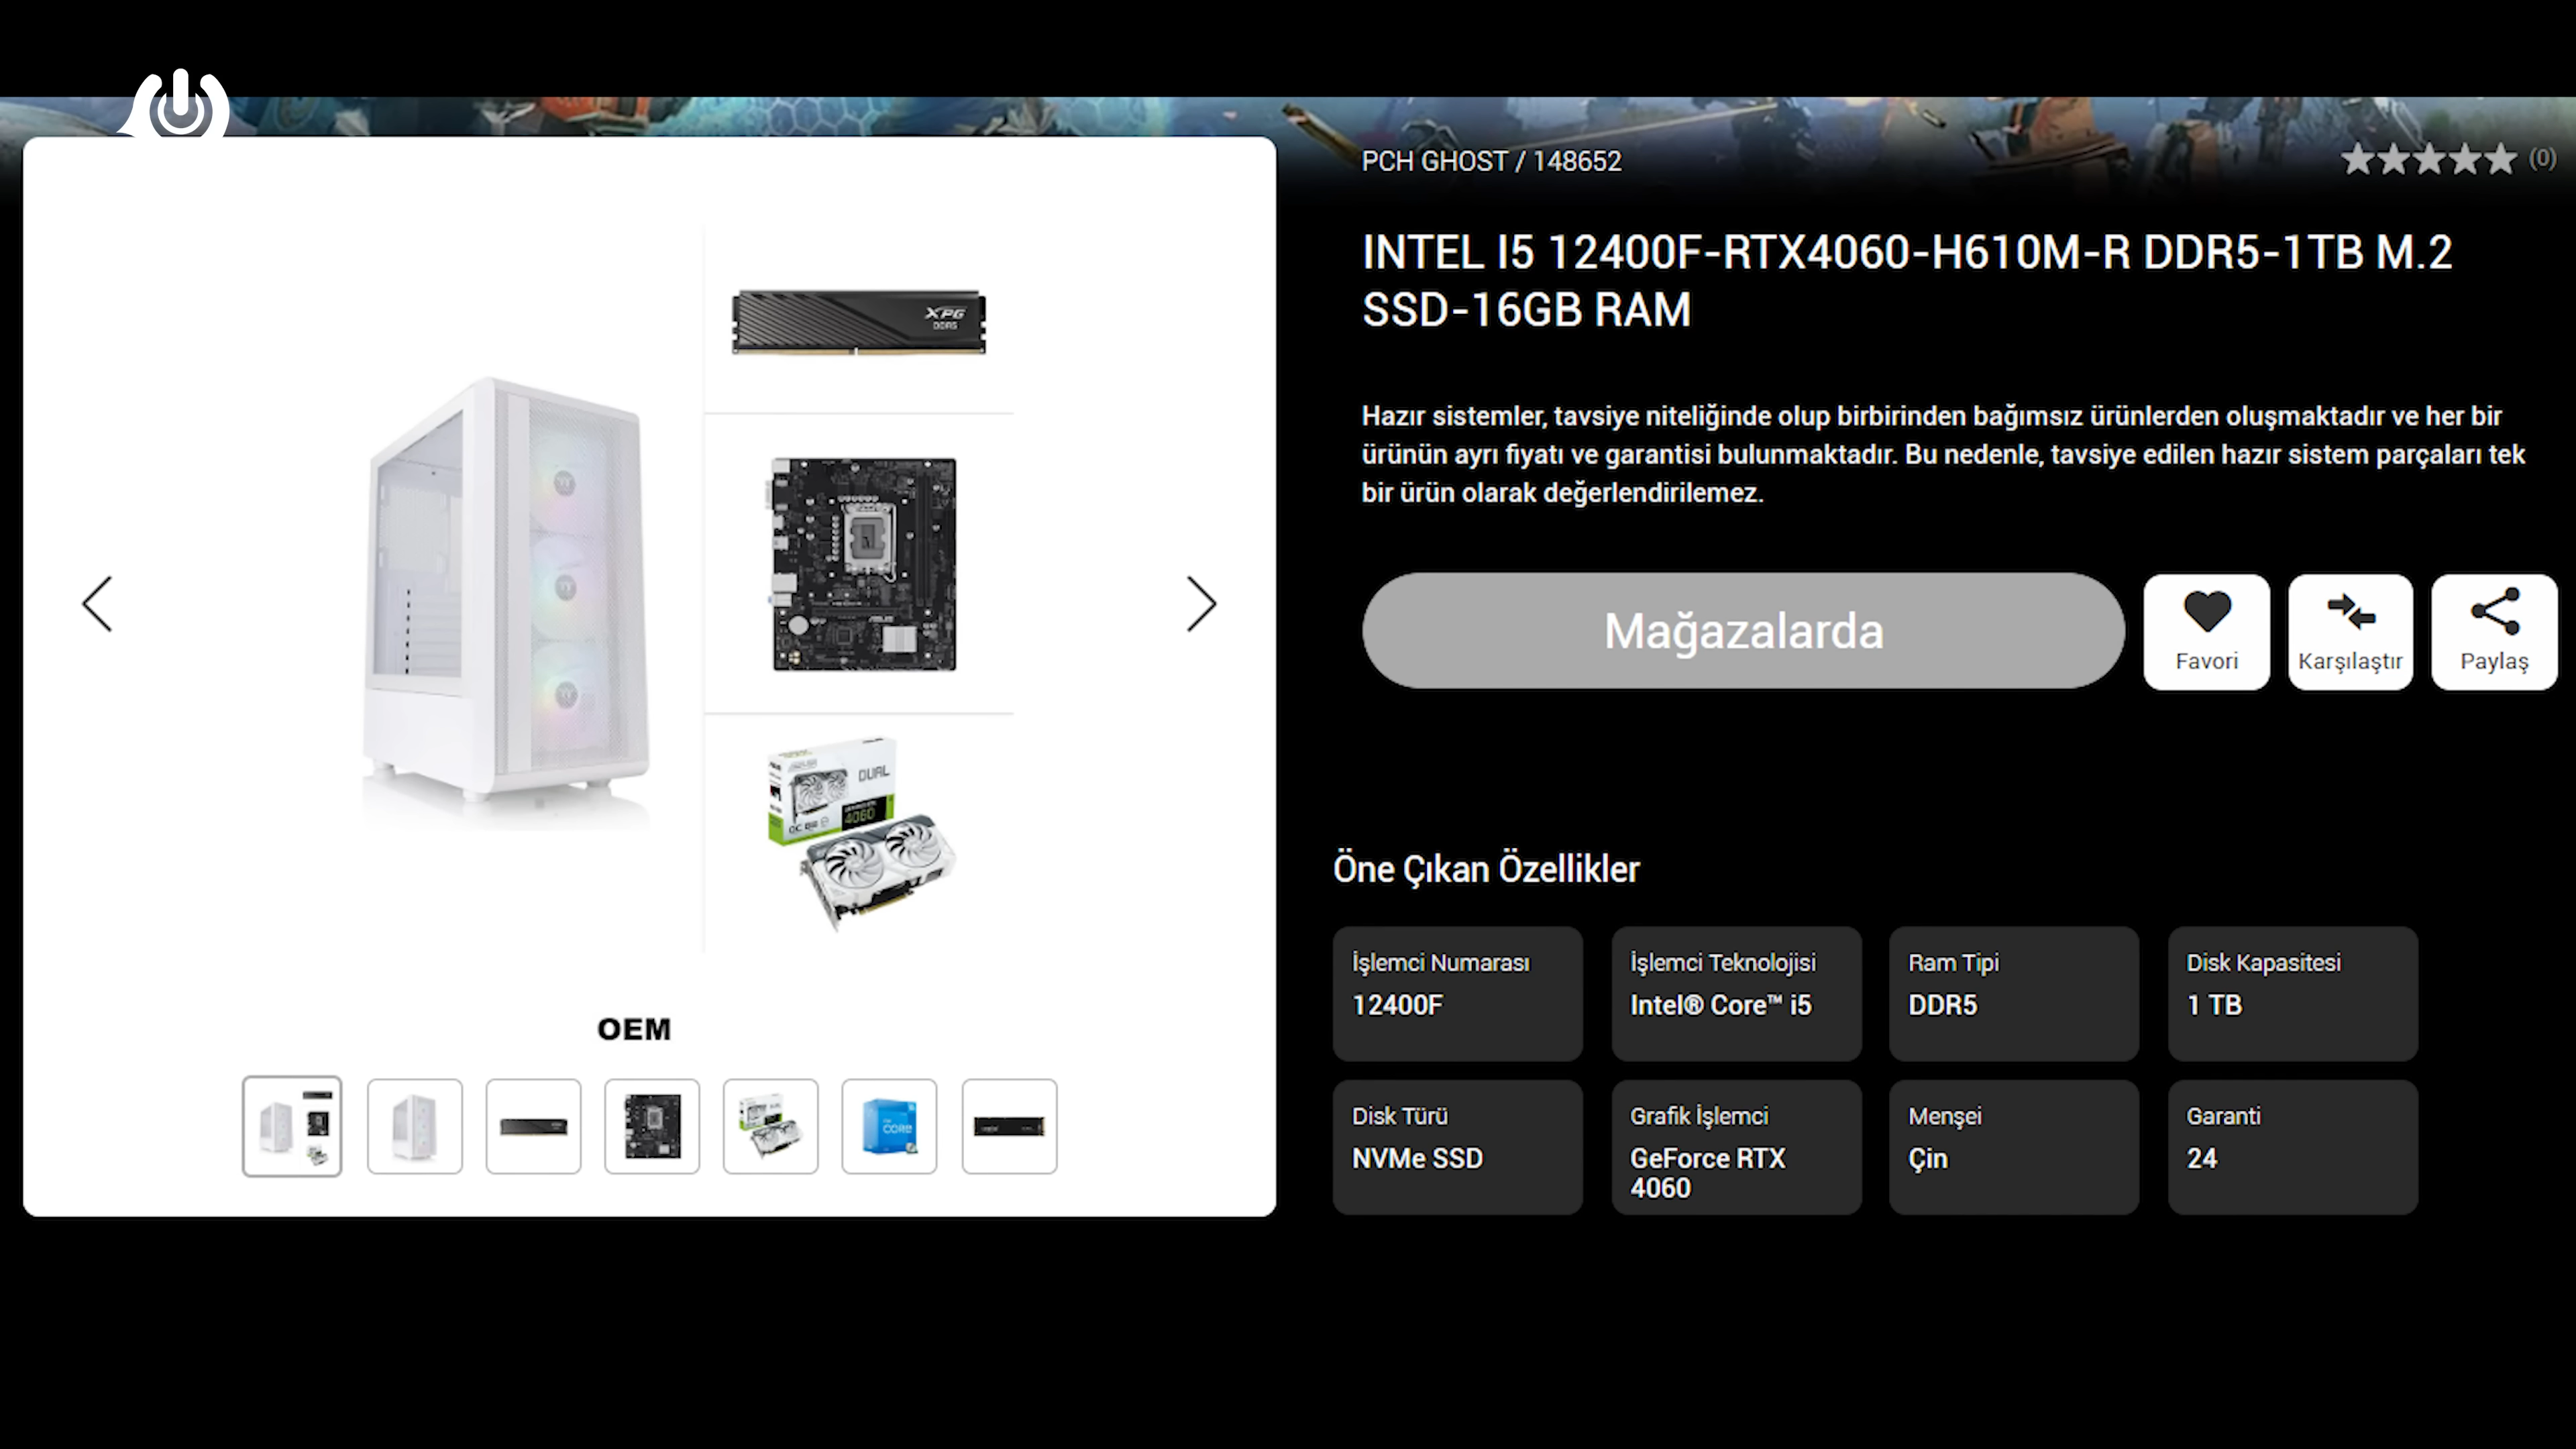 PCH GHOST / 148652
(0)
INTEL I5 12400F-RTX4060-H610M-R DDR5-1TB M.2
SSD-16GB RAM
Hazır sistemler, tavsiye niteliğinde olup birbirinden bağımsız ürünlerden oluşmaktadır ve her bir
ürünün ayrı fiyatı ve garantisi bulunmaktadır. Bu nedenle, tavsiye edilen hazır sistem parçaları tek
bir ürün olarak değerlendirilemez.
Mağazalarda
Favori
Karşılaştır
Paylaş
XPG
DDR5
DUAL
4060
OC 8G
OEM
CORE
Öne Çıkan Özellikler
İşlemci Numarası
12400F
İşlemci Teknolojisi
Intel® Core™ i5
Ram Tipi
DDR5
Disk Kapasitesi
1 TB
Disk Türü
NVMe SSD
Grafik İşlemci
GeForce RTX
4060
Menşei
Çin
Garanti
24